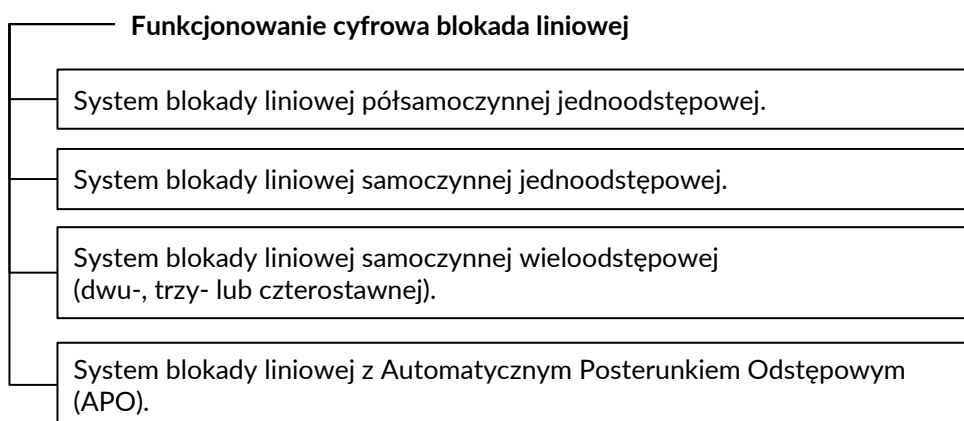 Funkcjonowanie cyfrowa blokada liniowej
System blokady liniowej półsamoczynnej jednoodstępowej.
System blokady liniowej samoczynnej jednoodstępowej.
System blokady liniowej samoczynnej wieloodstępowej
(dwu-, trzy- lub czterostawnej).
System blokady liniowej z Automatycznym Posterunkiem Odstępowym
(APO).